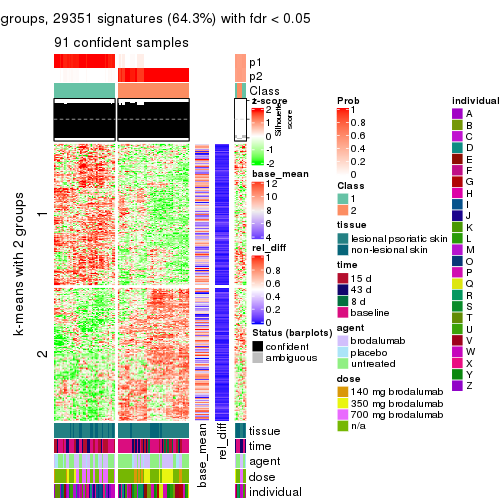 groups, 29351 signatures (64.3%) with fdr < 0.05
91 confident samples
p1
p2
Class
Silhouette
score
k-means with 2 groups
1
2
tissue
time
agent
dose
individual
base_mean
rel_diff
z-score
2
1
0
-1
-2
base_mean
12
10
8
6
4
rel_diff
1
0.8
0.6
0.4
0.2
0
Status (barplots)
confident
ambiguous
Prob
1
0.8
0.6
0.4
0.2
0
Class
1
2
tissue
lesional psoriatic skin
non-lesional skin
time
15 d
43 d
8 d
baseline
agent
brodalumab
placebo
untreated
dose
140 mg brodalumab
350 mg brodalumab
700 mg brodalumab
n/a
individual
A
B
C
D
E
F
G
H
I
J
K
L
M
O
P
Q
R
S
T
U
V
W
X
Y
Z